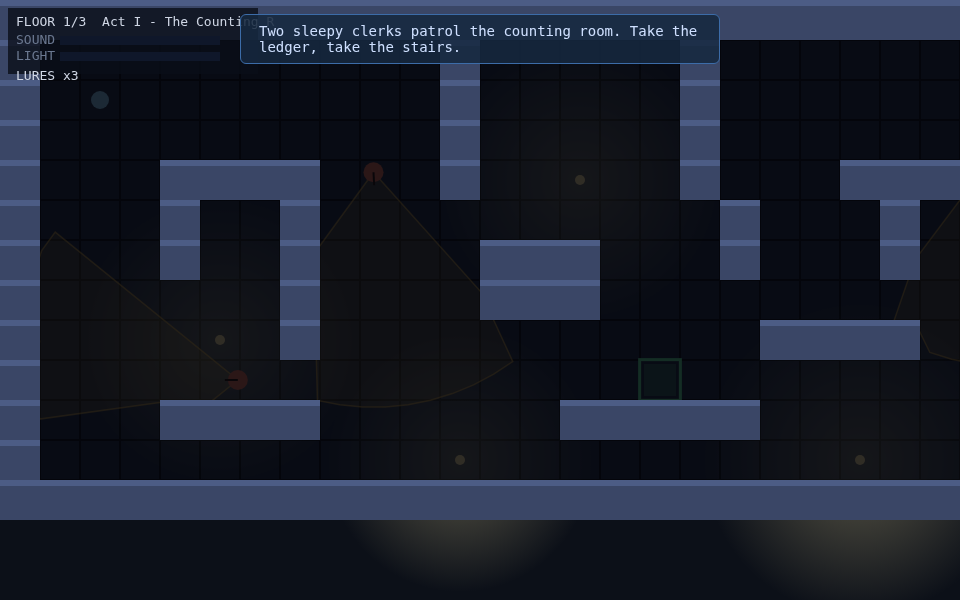 FLOOR 1/3  Act I - The Counting R
Two sleepy clerks patrol the counting room. Take the
ledger, take the stairs.
SOUND
LIGHT
LURES x3